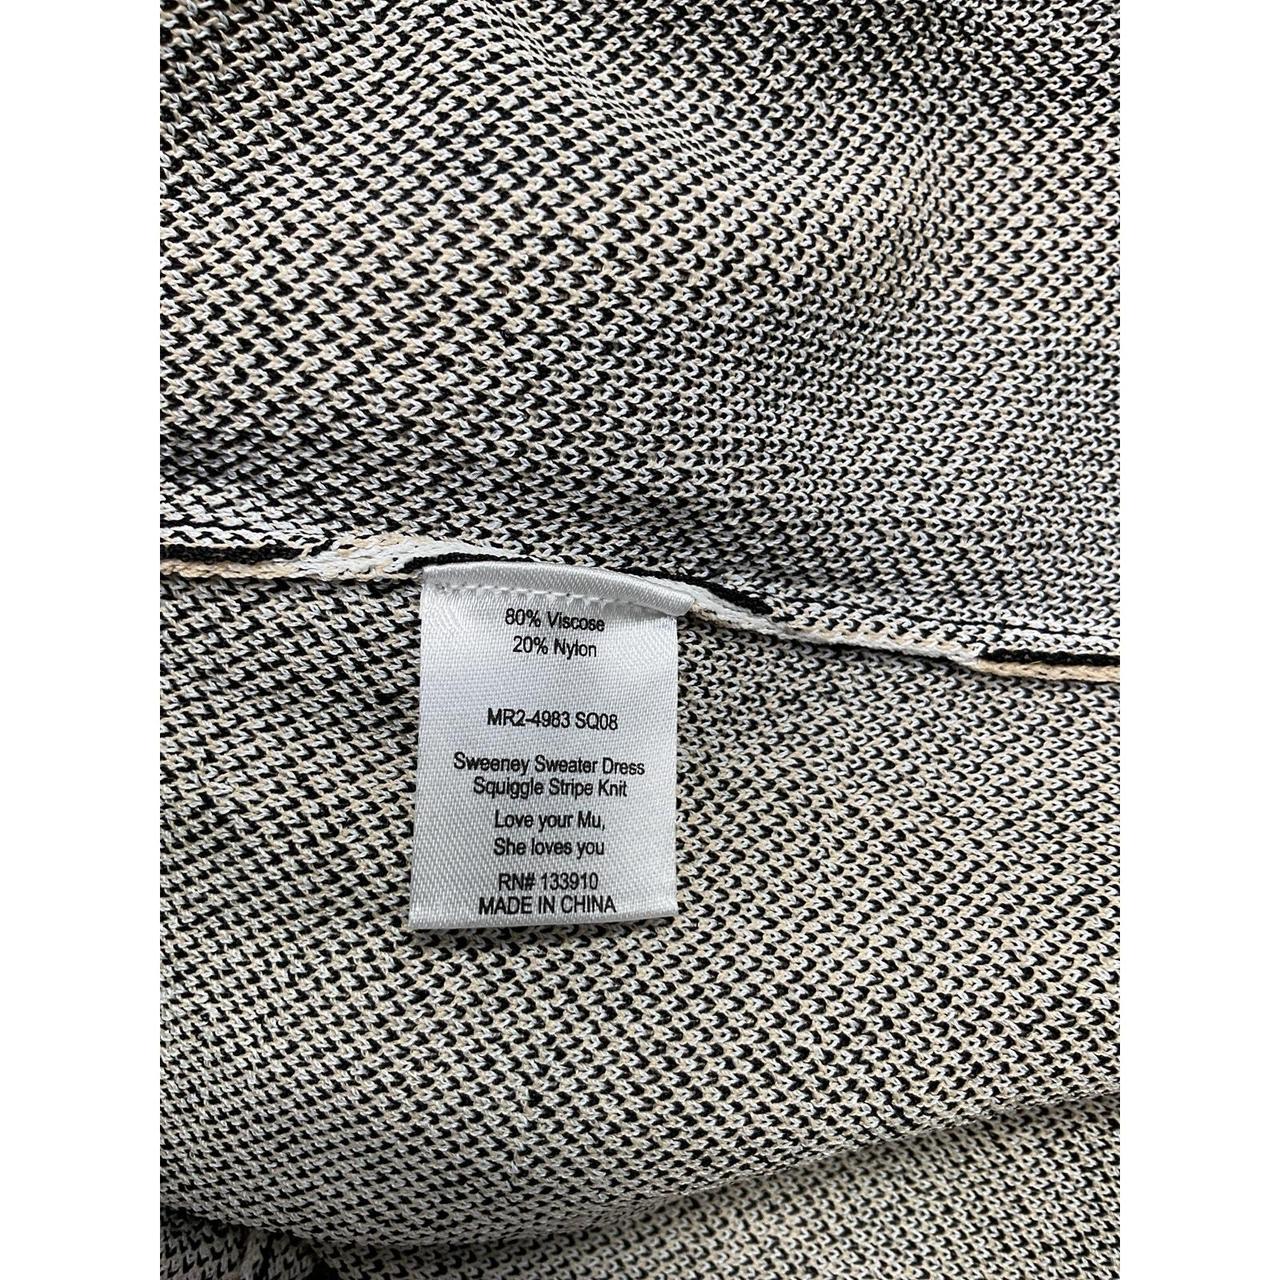 80% Viscose
20% Nylon
MR2-4983 SQ08
Sweeney Sweater Dress
Squiggle Stripe Knit
Love your Mu,
She loves you
RN# 133910
MADE IN CHINA